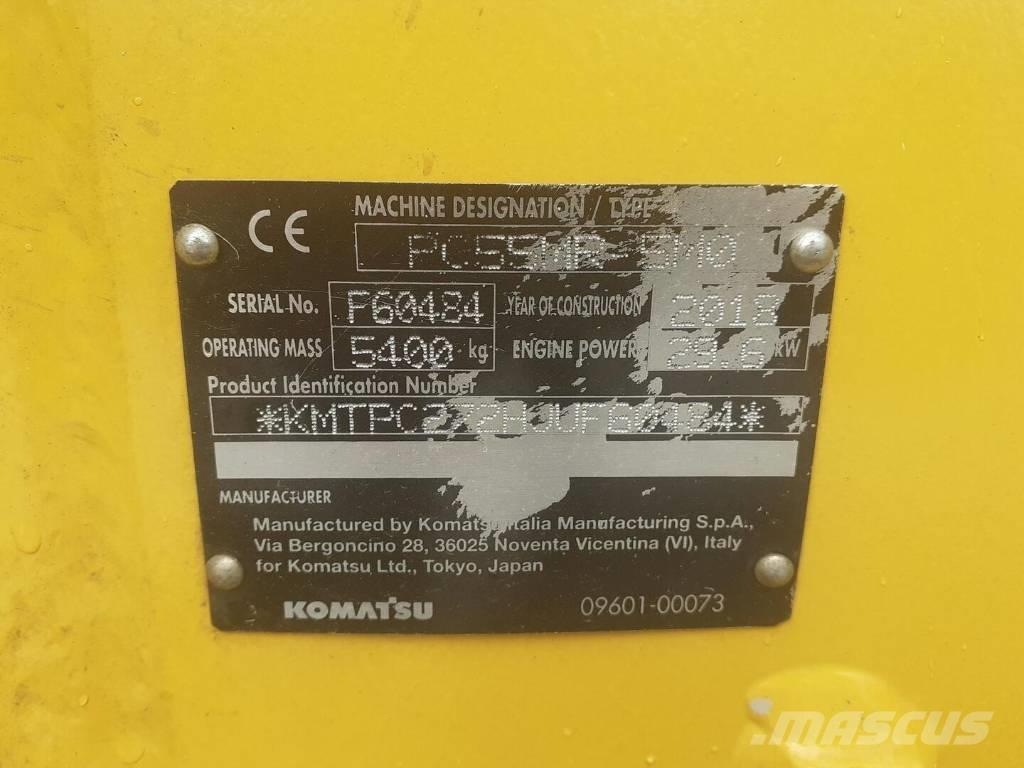 CE
MACHINE DESIGNATION / TYPE
PC55MR-5M0
SERIAL No. F60484 YEAR OF CONSTRUCTION 2018
OPERATING MASS 5400 kg ENGINE POWER 29.6 kW
Product Identification Number
*KMTPC272HJUF60484*
MANUFACTURER
Manufactured by Komatsu Italia Manufacturing S.p.A.,
Via Bergoncino 28, 36025 Noventa Vicentina (VI), Italy
for Komatsu Ltd., Tokyo, Japan
KOMATSU 09601-00073
MASCUS